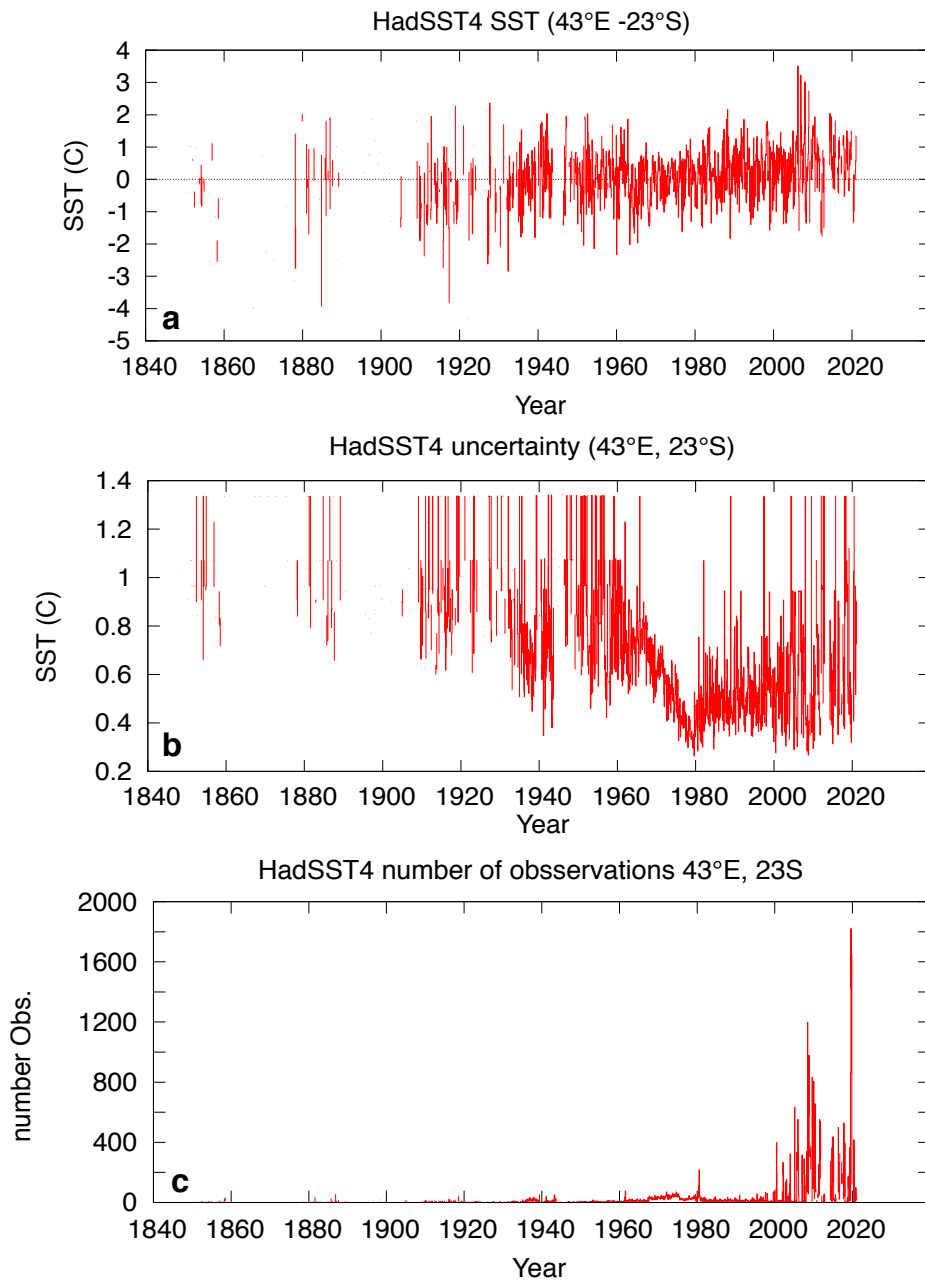 HadSST4 SST (43°E -23°S)
4
3
2
1
0
-1
-2
-3
-4
-5
SST (C)
a
1840 1860 1880 1900 1920 1940 1960 1980 2000 2020
Year
HadSST4 uncertainty (43°E, 23°S)
1.4
1.2
1
0.8
0.6
0.4
0.2
SST (C)
b
1840 1860 1880 1900 1920 1940 1960 1980 2000 2020
Year
HadSST4 number of obsservations 43°E, 23S
2000
1600
1200
800
400
0
number Obs.
c
1840 1860 1880 1900 1920 1940 1960 1980 2000 2020
Year